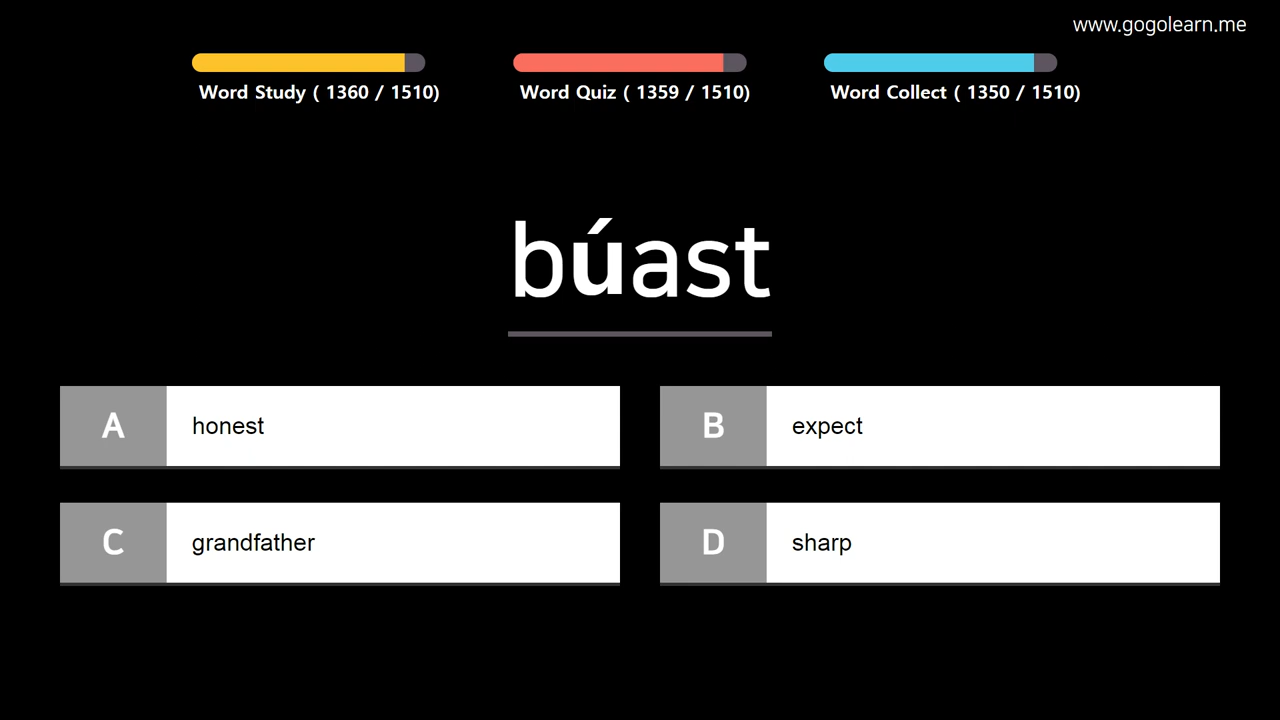 www.gogolearn.me
Word Study ( 1360 / 1510)
Word Quiz ( 1359 / 1510)
Word Collect ( 1350 / 1510)
búast
A honest
B expect
C grandfather
D sharp